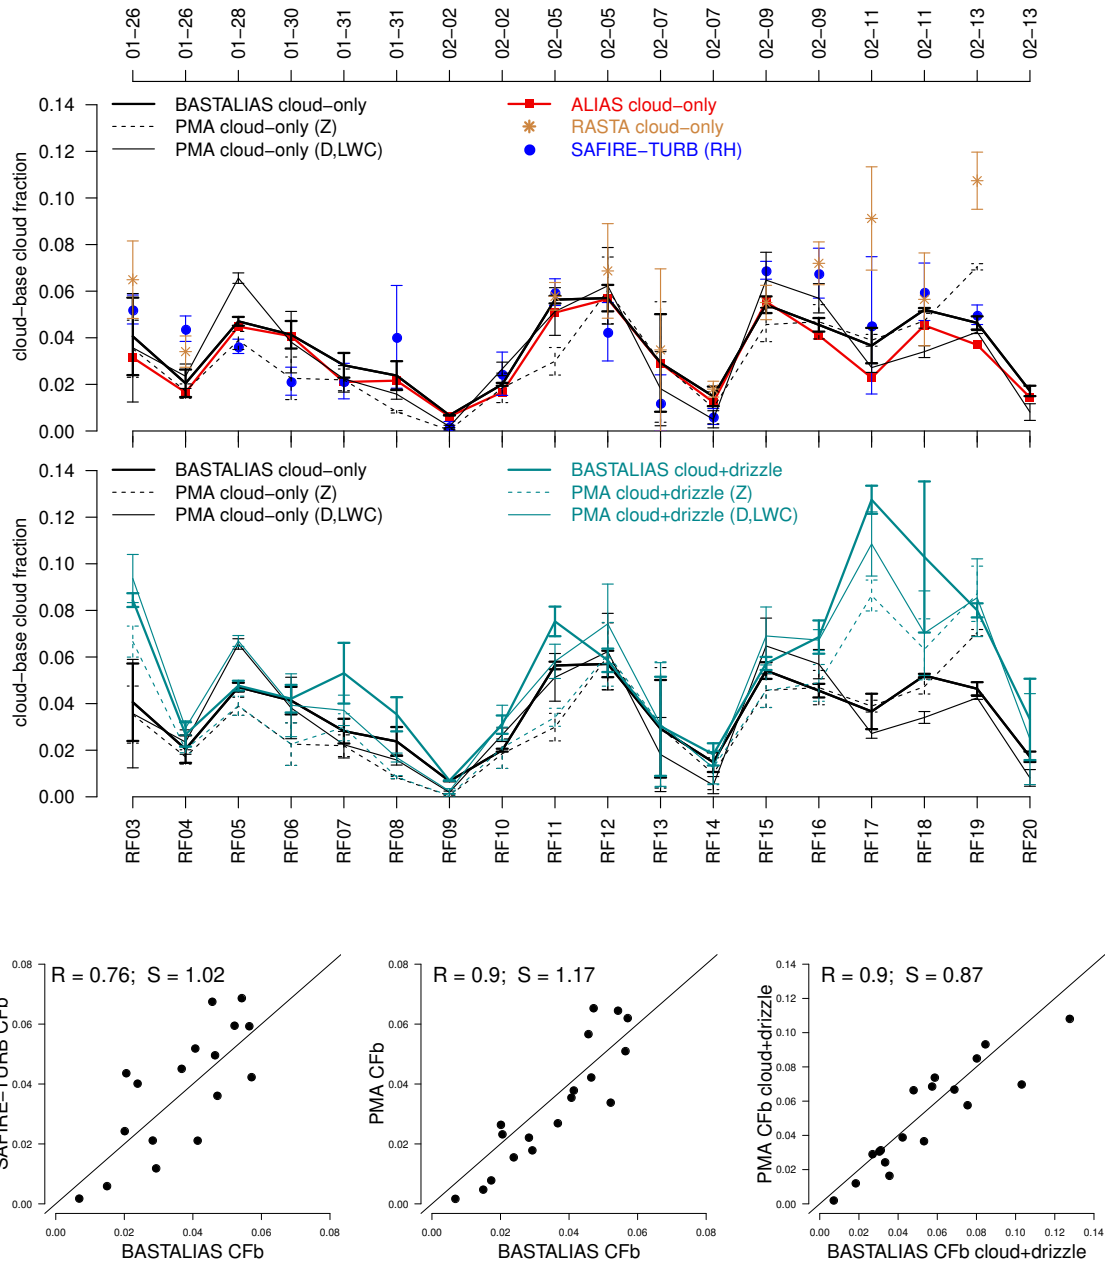 01−26 01−26 01−28 01−30 01−31 01−31 02−02 02−02 02−05 02−05 02−07 02−07 02−09 02−09 02−11 02−11 02−13 02−13
BASTALIAS cloud−only
PMA cloud−only (Z)
PMA cloud−only (D,LWC)
ALIAS cloud−only
RASTA cloud−only
SAFIRE−TURB (RH)
cloud−base cloud fraction
0.14
0.12
0.10
0.08
0.06
0.04
0.02
0.00
BASTALIAS cloud−only
PMA cloud−only (Z)
PMA cloud−only (D,LWC)
BASTALIAS cloud+drizzle
PMA cloud+drizzle (Z)
PMA cloud+drizzle (D,LWC)
cloud−base cloud fraction
0.14
0.12
0.10
0.08
0.06
0.04
0.02
0.00
RF03 RF04 RF05 RF06 RF07 RF08 RF09 RF10 RF11 RF12 RF13 RF14 RF15 RF16 RF17 RF18 RF19 RF20
R = 0.76; S = 1.02
SAFIRE−TURB CFb
0.08
0.06
0.04
0.02
0.00
0.00 0.02 0.04 0.06 0.08
BASTALIAS CFb
R = 0.9; S = 1.17
PMA CFb
0.08
0.06
0.04
0.02
0.00
0.00 0.02 0.04 0.06 0.08
BASTALIAS CFb
R = 0.9; S = 0.87
PMA CFb cloud+drizzle
0.14
0.12
0.10
0.08
0.06
0.04
0.02
0.00
0.00 0.02 0.04 0.06 0.08 0.10 0.12 0.14
BASTALIAS CFb cloud+drizzle